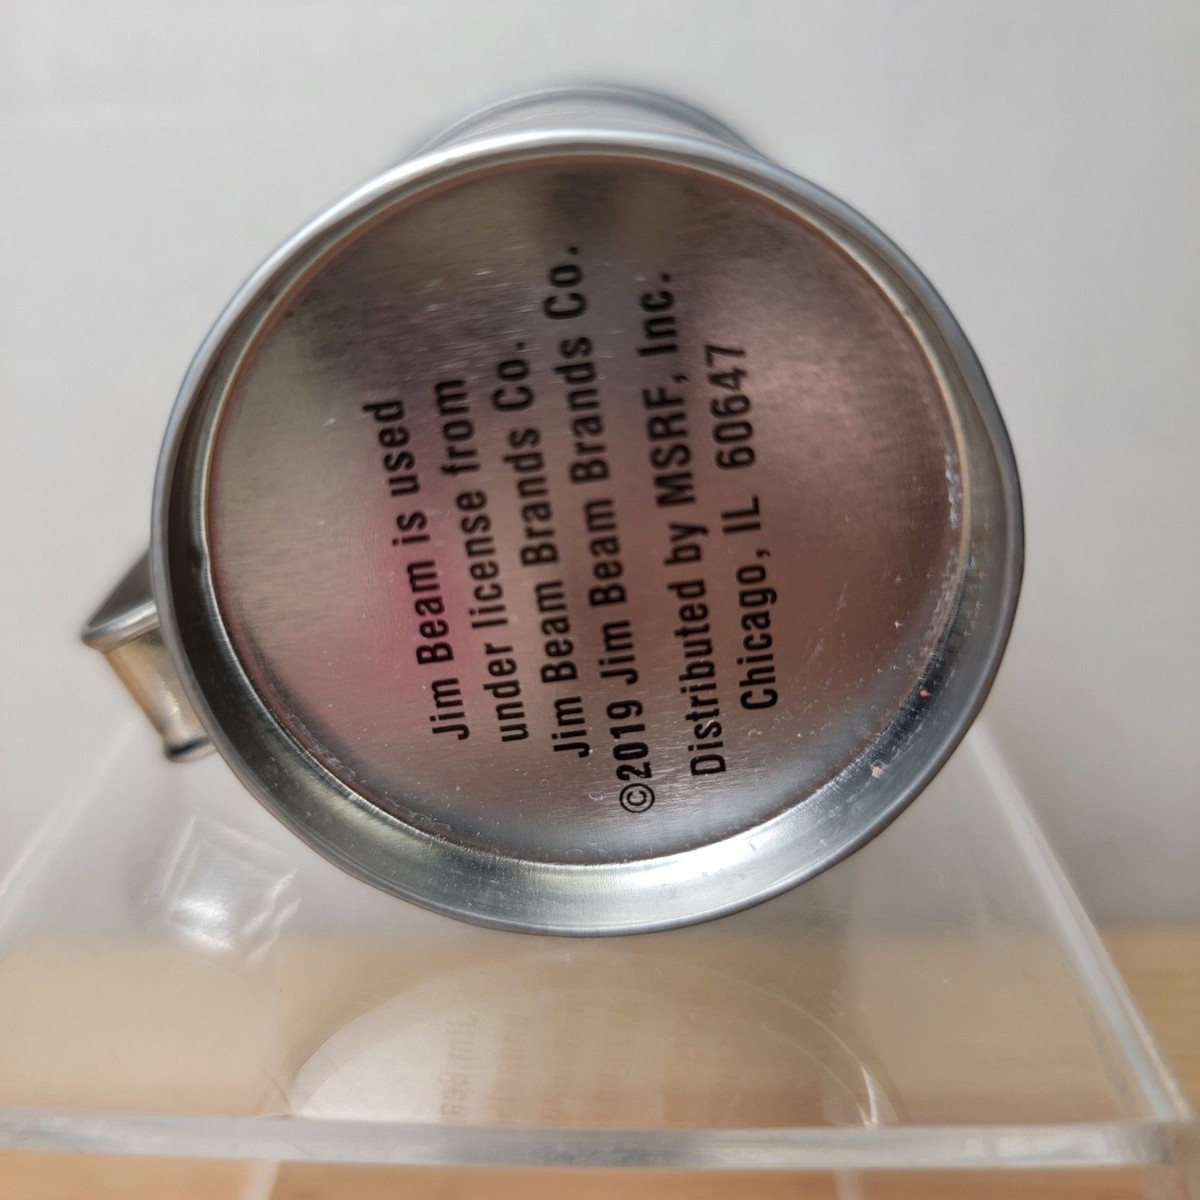 Jim Beam is used
under license from
Jim Beam Brands Co.
©2019 Jim Beam Brands Co.
Distributed by MSRF, Inc.
Chicago, IL 60647